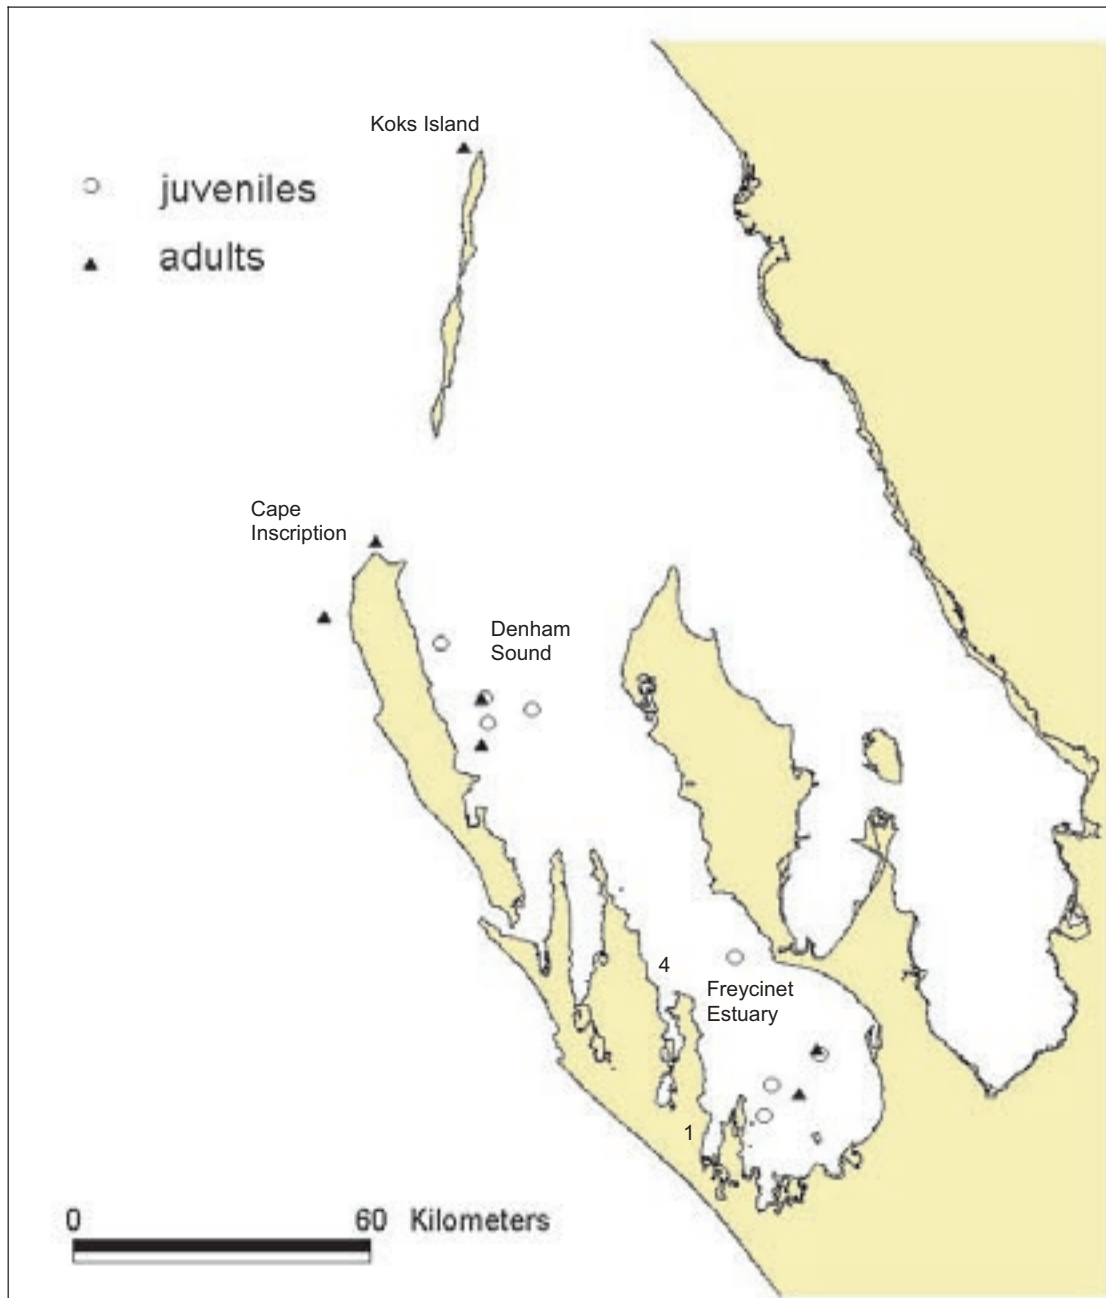 Koks Island
juveniles
adults
Cape
Inscription
Denham
Sound
4
Freycinet
Estuary
1
0 60 Kilometers